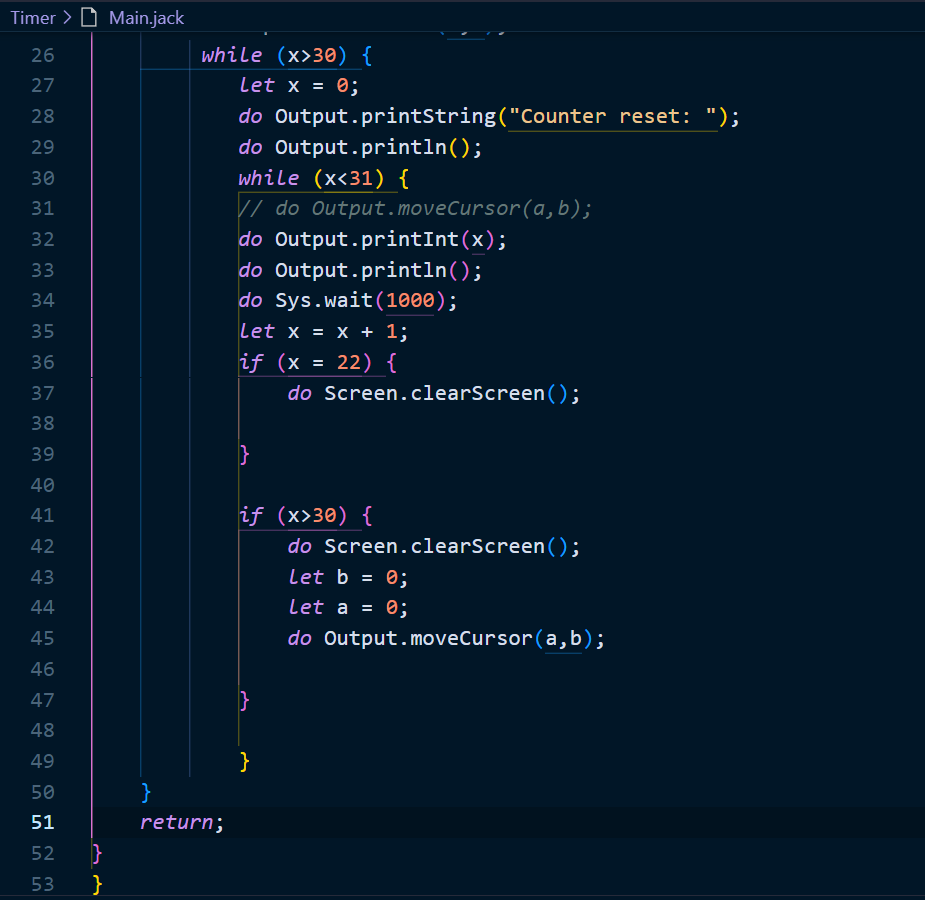 Timer > Main.jack
26 while (x>30) {
27 let x = 0;
28 do Output.printString("Counter reset: ");
29 do Output.println();
30 while (x<31) {
31 // do Output.moveCursor(a,b);
32 do Output.printInt(x);
33 do Output.println();
34 do Sys.wait(1000);
35 let x = x + 1;
36 if (x = 22) {
37 do Screen.clearScreen();
38
39 }
40
41 if (x>30) {
42 do Screen.clearScreen();
43 let b = 0;
44 let a = 0;
45 do Output.moveCursor(a,b);
46
47 }
48
49 }
50 }
51 return;
52 }
53 }